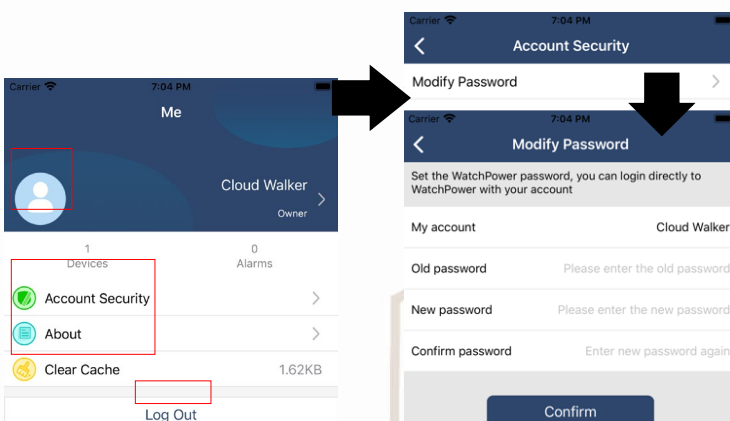 Carrier 7:04 PM
Me
Cloud Walker
Owner
1 0
Devices Alarms
Account Security
About
Clear Cache 1.62KB
Log Out
Carrier 7:04 PM
Account Security
Modify Password
Carrier 7:04 PM
Modify Password
Set the WatchPower password, you can login directly to
WatchPower with your account
My account Cloud Walker
Old password Please enter the old password
New password Please enter the new password
Confirm password Enter new password again
Confirm